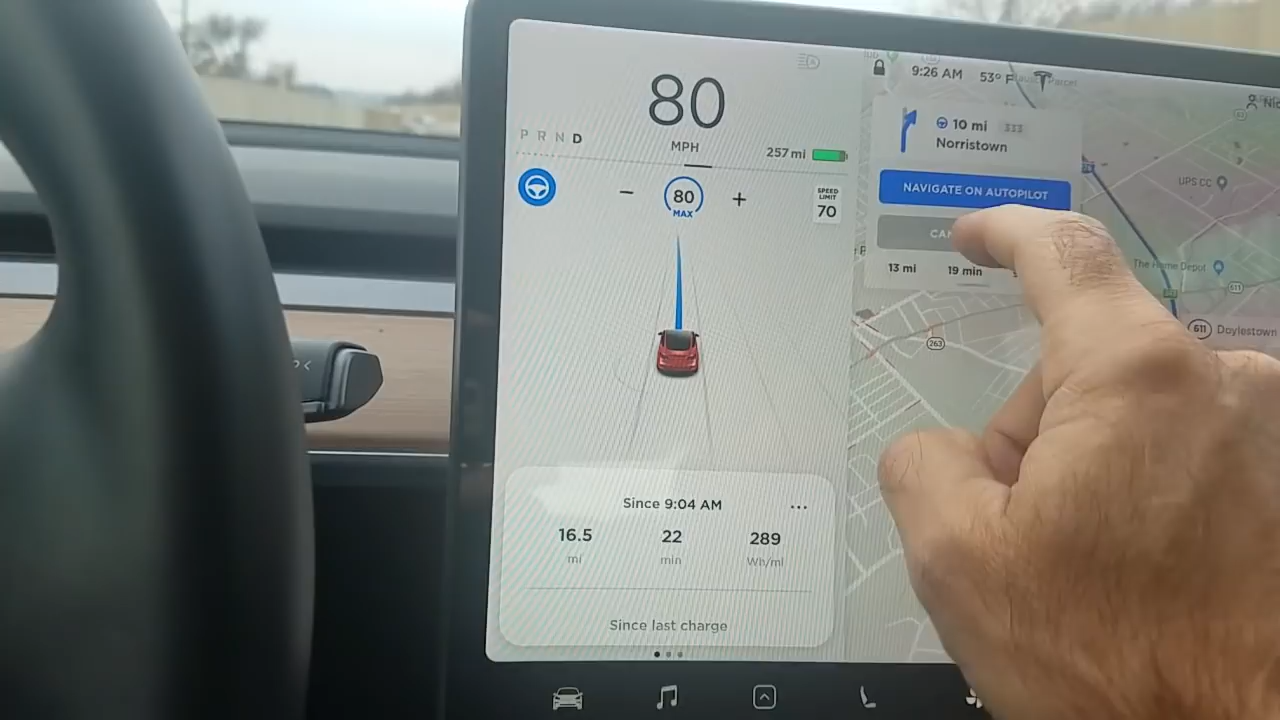 80
MPH
P R N D
257 mi
80
MAX
SPEED
LIMIT
70
Since 9:04 AM
16.5
mi
22
min
289
Wh/mi
Since last charge
9:26 AM 53° F
10 mi 333
Norristown
NAVIGATE ON AUTOPILOT
13 mi 19 min
263
UPS CC
The Home Depot
611
611 Doylestown